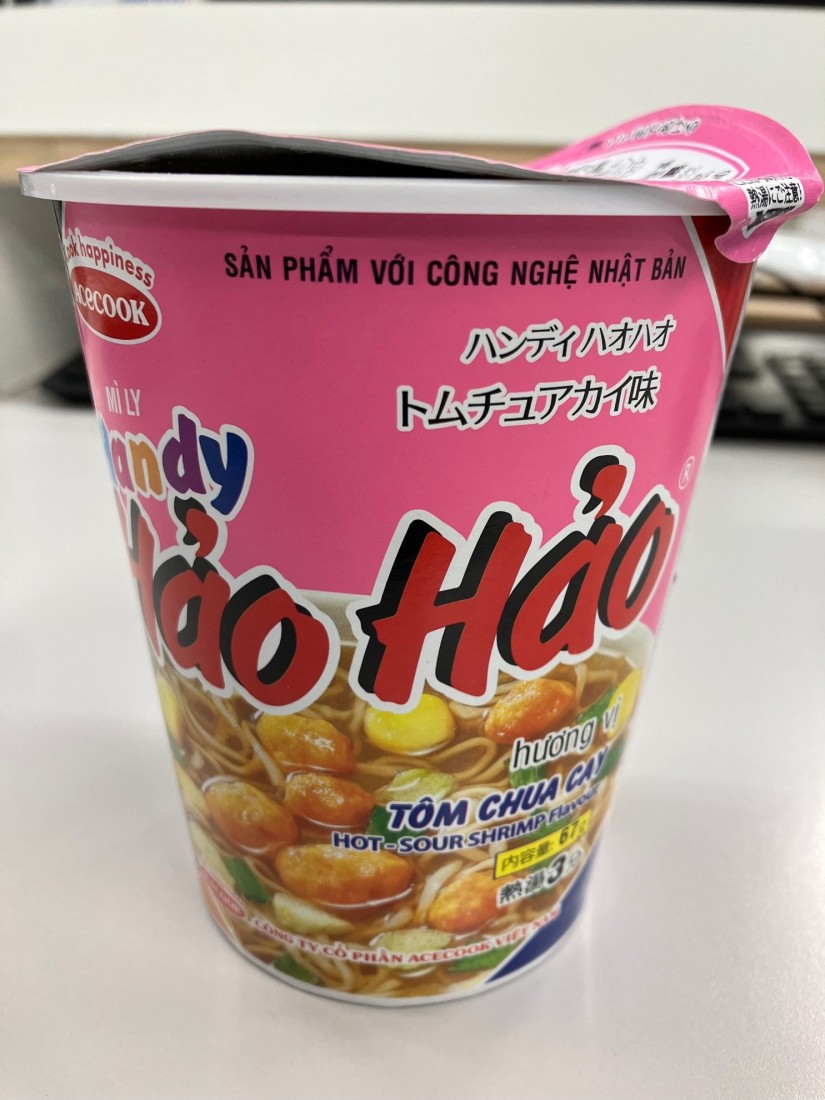 熱湯にご注意!
happiness
ACECOOK
SẢN PHẨM VỚI CÔNG NGHỆ NHẬT BẢN
ハンディハオハオ
トムチュアカイ味
MÌ LY
andy
Hảo Hảo
®
hương vị
TÔM CHUA CAY
HOT - SOUR SHRIMP Flavour
内容量: 67g
熱湯3分
CÔNG TY CỔ PHẦN ACECOOK VIỆT NAM